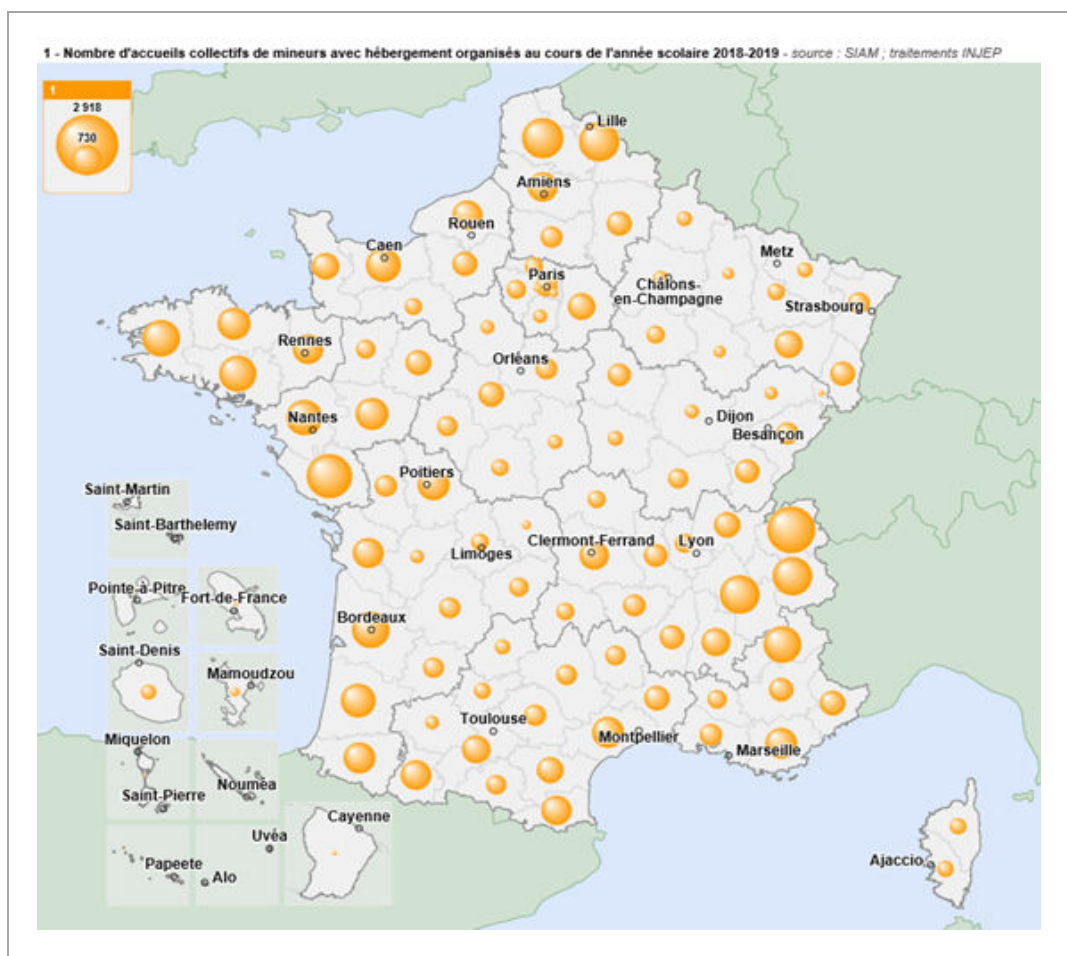 1 - Nombre d'accueils collectifs de mineurs avec hébergement organisés au cours de l'année scolaire 2018-2019 - source : SIAM ; traitements INJEP
1
2 918
730
Lille
Amiens
Rouen
Caen
Metz
Paris
Châlons-
en-Champagne
Strasbourg
Rennes
Orléans
Dijon
Nantes
Besançon
Poitiers
Saint-Martin
Saint-Barthelemy
Clermont-Ferrand
Lyon
Limoges
Pointe-à-Pitre
Fort-de-France
Bordeaux
Saint-Denis
Mamoudzou
Toulouse
Montpellier
Miquelon
Marseille
Noumea
Saint-Pierre
Cayenne
Uvéa
Ajaccio
Papeete
Alo